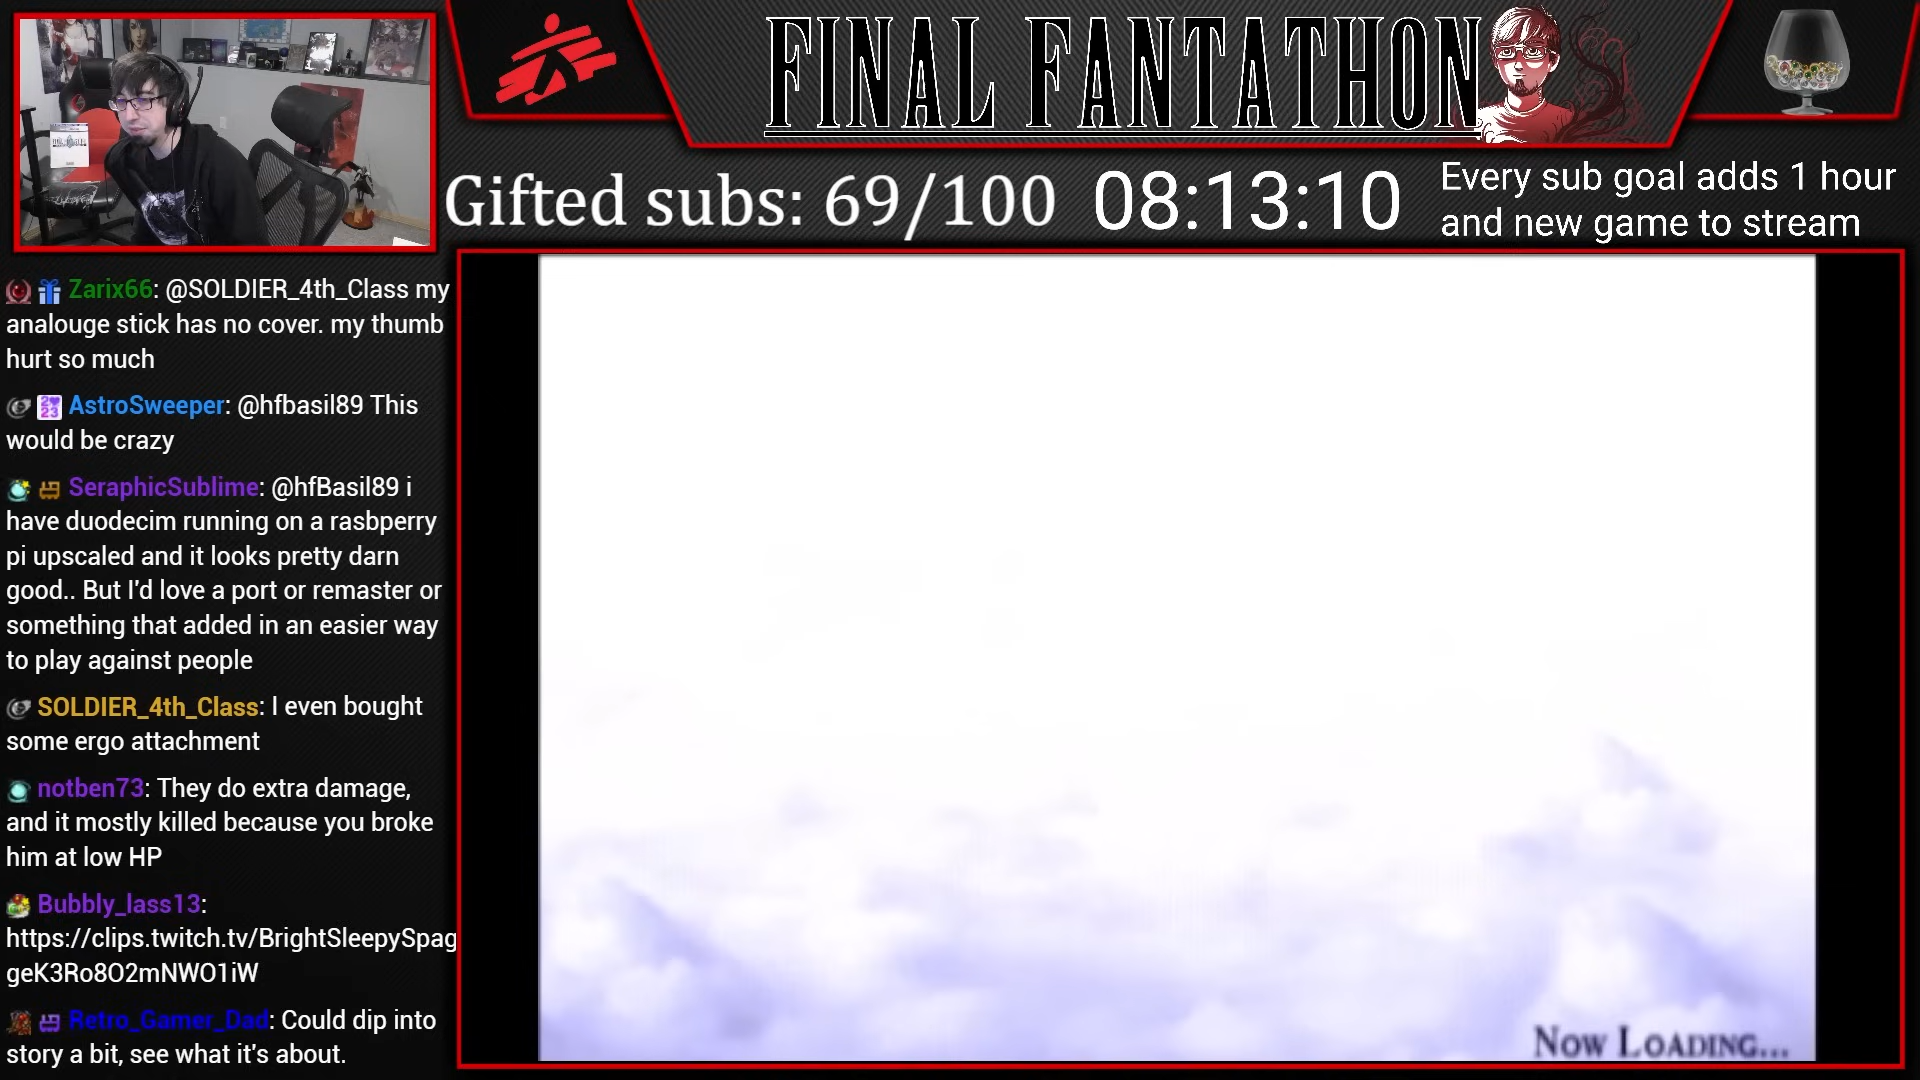 FINAL FANTATHON
Gifted subs: 69/100
08:13:10
Every sub goal adds 1 hour
and new game to stream
Zarix66: @SOLDIER_4th_Class my
analouge stick has no cover. my thumb
hurt so much
AstroSweeper: @hfbasil89 This
would be crazy
SeraphicSublime: @hfBasil89 i
have duodecim running on a rasbperry
pi upscaled and it looks pretty darn
good.. But I'd love a port or remaster or
something that added in an easier way
to play against people
SOLDIER_4th_Class: I even bought
some ergo attachment
notben73: They do extra damage,
and it mostly killed because you broke
him at low HP
Bubbly_lass13:
https://clips.twitch.tv/BrightSleepySpag
geK3Ro8O2mNWO1iW
Retro_Gamer_Dad: Could dip into
story a bit, see what it's about.
NOW LOADING...